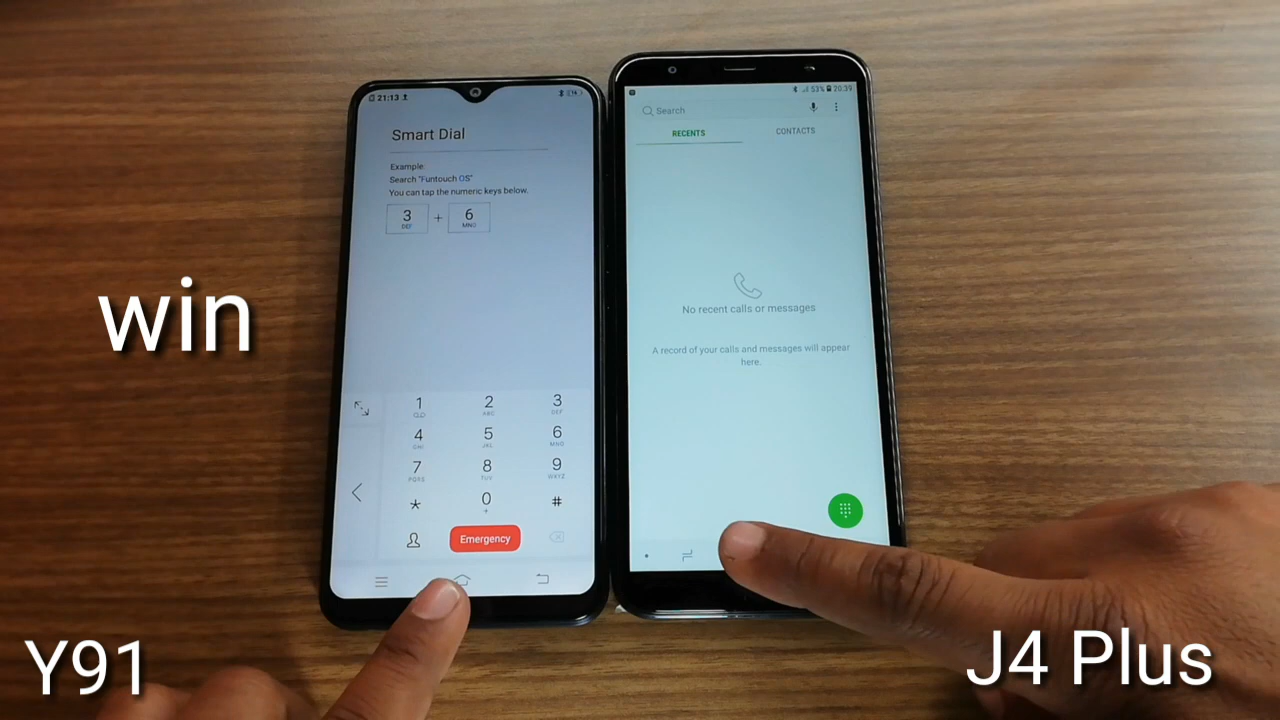 21:13
Smart Dial
Example:
Search "Funtouch OS"
You can tap the numeric keys below.
3 + 6
DEF MNO
1 2 3
ABC DEF
4 5 6
GHI JKL MNO
7 8 9
PQRS TUV WXYZ
* 0 #
+
Emergency
53% 20:39
Search
RECENTS CONTACTS
No recent calls or messages
A record of your calls and messages will appear
here.
win
Y91
J4 Plus